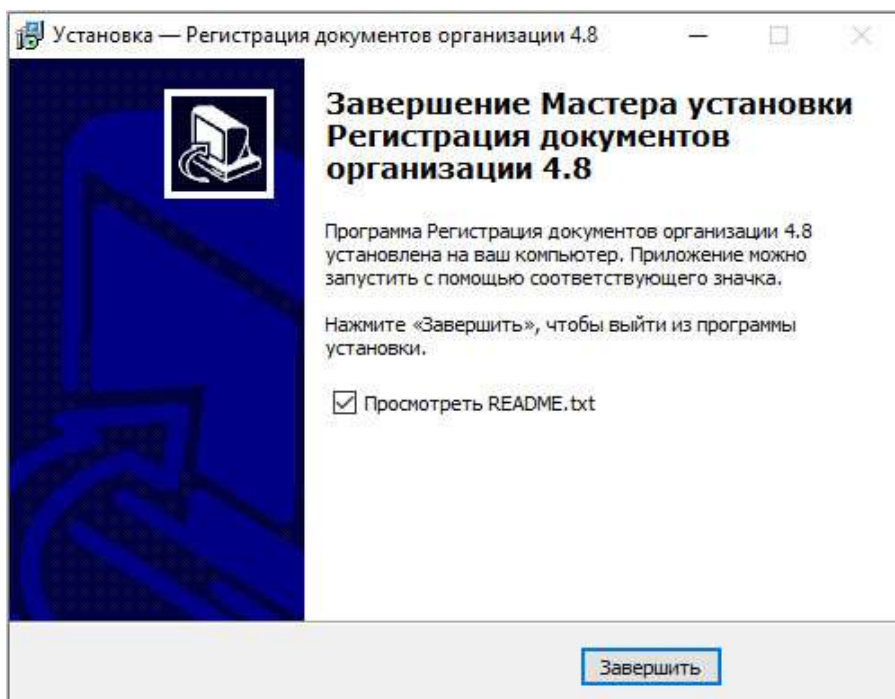 Установка — Регистрация документов организации 4.8
Завершение Мастера установки
Регистрация документов
организации 4.8
Программа Регистрация документов организации 4.8
установлена на ваш компьютер. Приложение можно
запустить с помощью соответствующего значка.
Нажмите «Завершить», чтобы выйти из программы
установки.
Просмотреть README.txt
Завершить